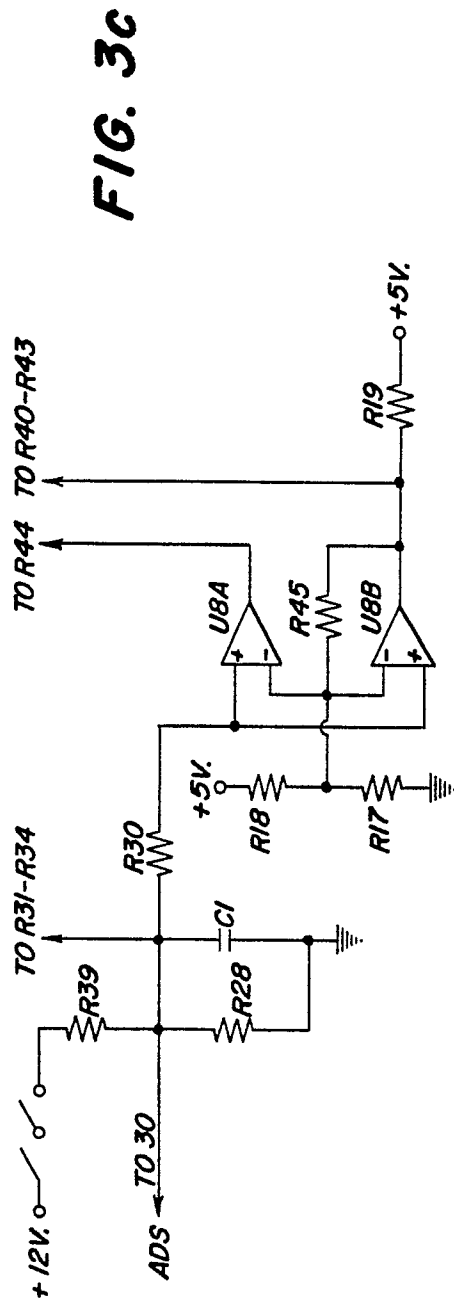 FIG. 3c
TO R31-R34
TO R44
TO R40-R43
+12V.
R39
R30
U8A
+
-
ADS
TO 30
R28
C1
+5V.
R18
R17
R45
U8B
-
+
R19
+5V.